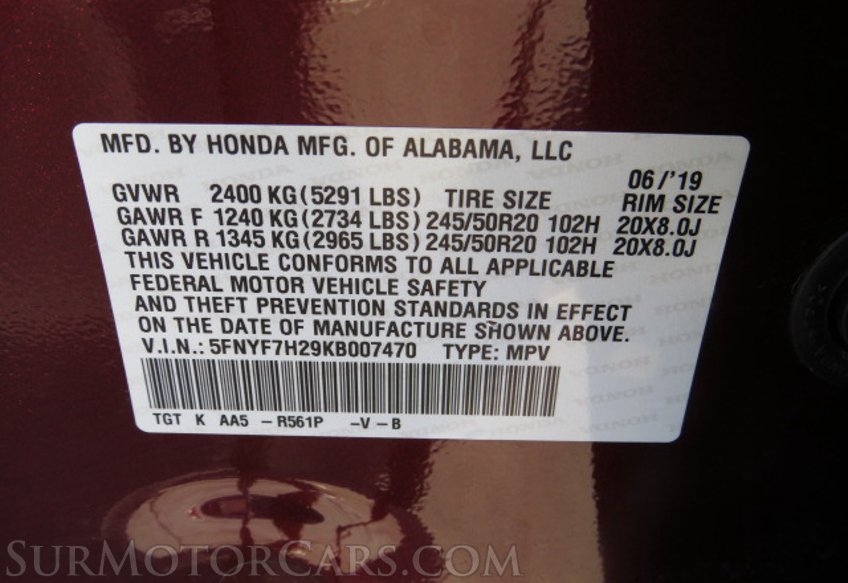 MFD. BY HONDA MFG. OF ALABAMA, LLC
06/'19
GVWR 2400 KG(5291 LBS) TIRE SIZE RIM SIZE
GAWR F 1240 KG(2734 LBS) 245/50R20 102H 20X8.0J
GAWR R 1345 KG(2965 LBS) 245/50R20 102H 20X8.0J
THIS VEHICLE CONFORMS TO ALL APPLICABLE
FEDERAL MOTOR VEHICLE SAFETY
AND THEFT PREVENTION STANDARDS IN EFFECT
ON THE DATE OF MANUFACTURE SHOWN ABOVE.
V.I.N.: 5FNYF7H29KB007470 TYPE: MPV
TGT K AA5 -R561P -V-B
SURMOTORCARS.COM